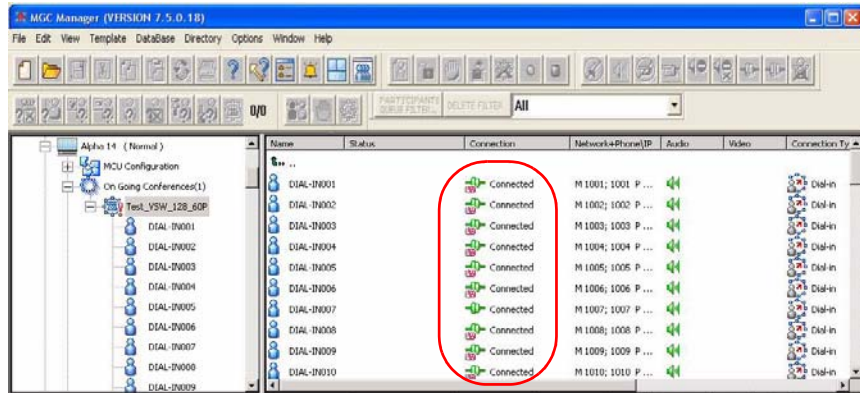 MGC Manager (VERSION 7.5.0.18)
File Edit View Template DataBase Directory Options Window Help
0/0 PARTICIPANTS QUEUE FILTER... DELETE FILTER All
Alpha 14 (Normal)
MCU Configuration
On Going Conferences(1)
Test_VSW_128_60P
DIAL-IN001
DIAL-IN002
DIAL-IN003
DIAL-IN004
DIAL-IN005
DIAL-IN006
DIAL-IN007
DIAL-IN008
DIAL-IN009
Name Status Connection Network+Phone\IP Audio Video Connection Ty
..
DIAL-IN001 Connected M 1001; 1001 P ... Dial-in
DIAL-IN002 Connected M 1002; 1002 P ... Dial-in
DIAL-IN003 Connected M 1003; 1003 P ... Dial-in
DIAL-IN004 Connected M 1004; 1004 P ... Dial-in
DIAL-IN005 Connected M 1005; 1005 P ... Dial-in
DIAL-IN006 Connected M 1006; 1006 P ... Dial-in
DIAL-IN007 Connected M 1007; 1007 P ... Dial-in
DIAL-IN008 Connected M 1008; 1008 P ... Dial-in
DIAL-IN009 Connected M 1009; 1009 P ... Dial-in
DIAL-IN010 Connected M 1010; 1010 P ... Dial-in